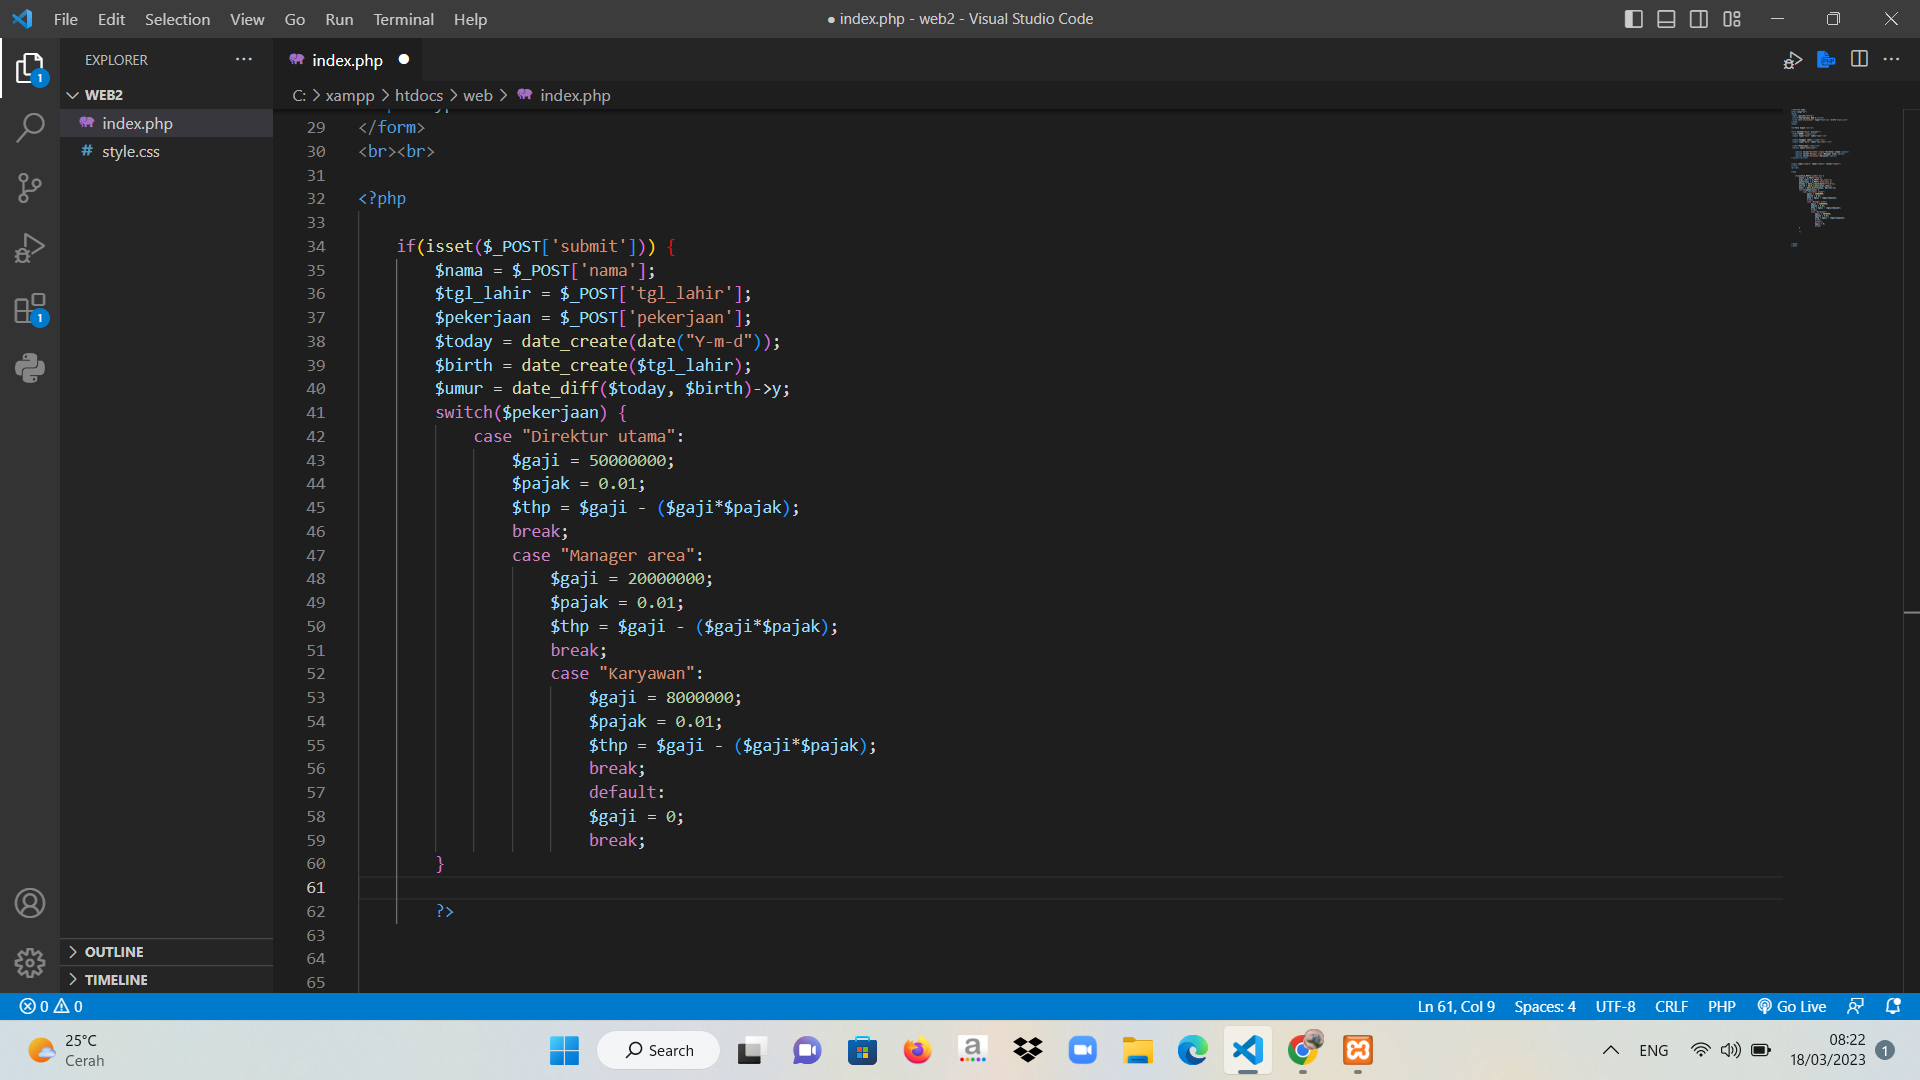 File Edit Selection View Go Run Terminal Help
● index.php - web2 - Visual Studio Code
EXPLORER
index.php
WEB2
index.php
style.css
C: > xampp > htdocs > web > index.php
29 </form>
30 <br><br>
31
32 <?php
33
34 if(isset($_POST['submit'])) {
35 $nama = $_POST['nama'];
36 $tgl_lahir = $_POST['tgl_lahir'];
37 $pekerjaan = $_POST['pekerjaan'];
38 $today = date_create(date("Y-m-d"));
39 $birth = date_create($tgl_lahir);
40 $umur = date_diff($today, $birth)->y;
41 switch($pekerjaan) {
42 case "Direktur utama":
43 $gaji = 50000000;
44 $pajak = 0.01;
45 $thp = $gaji - ($gaji*$pajak);
46 break;
47 case "Manager area":
48 $gaji = 20000000;
49 $pajak = 0.01;
50 $thp = $gaji - ($gaji*$pajak);
51 break;
52 case "Karyawan":
53 $gaji = 8000000;
54 $pajak = 0.01;
55 $thp = $gaji - ($gaji*$pajak);
56 break;
57 default:
58 $gaji = 0;
59 break;
60 }
61
62 ?>
63
64
65
1
1
OUTLINE
TIMELINE
0 0
Ln 61, Col 9 Spaces: 4 UTF-8 CRLF PHP Go Live
25°C
Cerah
Search
ENG
08:22
18/03/2023
1